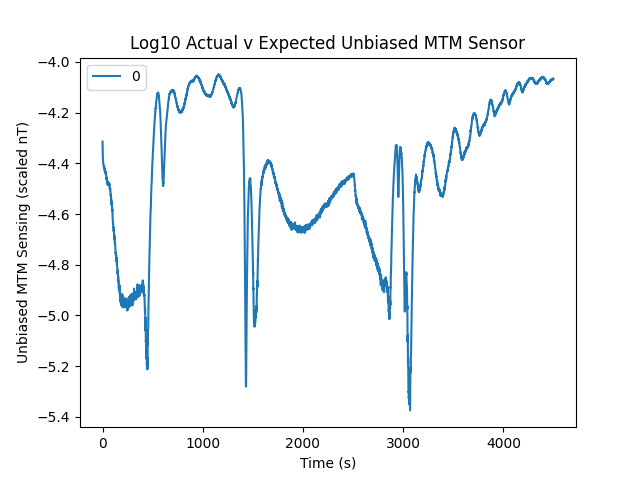 Log10 Actual v Expected Unbiased MTM Sensor
0
Unbiased MTM Sensing (scaled nT)
−4.0
−4.2
−4.4
−4.6
−4.8
−5.0
−5.2
−5.4
0 1000 2000 3000 4000
Time (s)